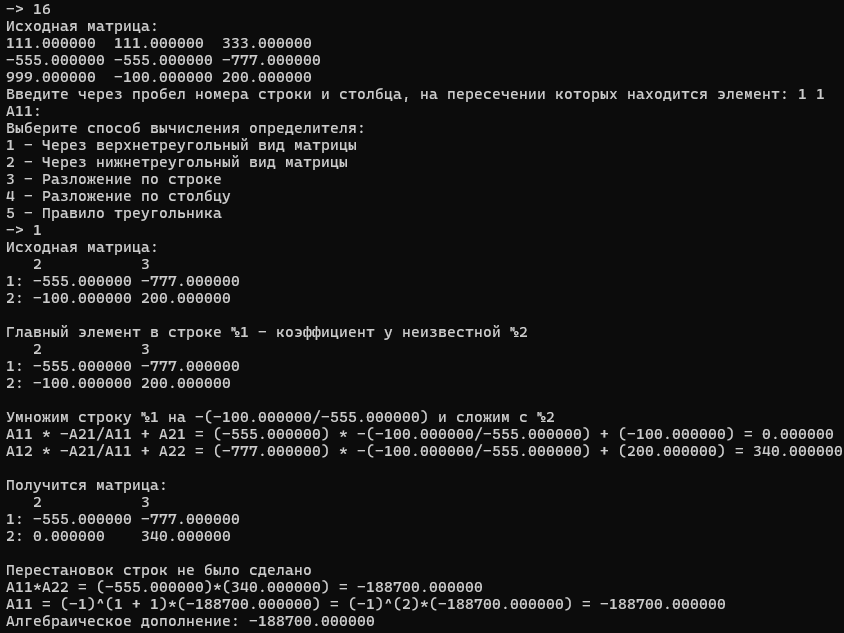 -> 16
Исходная матрица:
111.000000  111.000000  333.000000
-555.000000 -555.000000 -777.000000
999.000000  -100.000000 200.000000
Введите через пробел номера строки и столбца, на пересечении которых находится элемент: 1 1
A11:
Выберите способ вычисления определителя:
1 - Через верхнетреугольный вид матрицы
2 - Через нижнетреугольный вид матрицы
3 - Разложение по строке
4 - Разложение по столбцу
5 - Правило треугольника
-> 1
Исходная матрица:
   2           3
1: -555.000000 -777.000000
2: -100.000000 200.000000

Главный элемент в строке №1 - коэффициент у неизвестной №2
   2           3
1: -555.000000 -777.000000
2: -100.000000 200.000000

Умножим строку №1 на -(-100.000000/-555.000000) и сложим с №2
A11 * -A21/A11 + A21 = (-555.000000) * -(-100.000000/-555.000000) + (-100.000000) = 0.000000
A12 * -A21/A11 + A22 = (-777.000000) * -(-100.000000/-555.000000) + (200.000000) = 340.000000

Получится матрица:
   2           3
1: -555.000000 -777.000000
2: 0.000000    340.000000

Перестановок строк не было сделано
A11*A22 = (-555.000000)*(340.000000) = -188700.000000
A11 = (-1)^(1 + 1)*(-188700.000000) = (-1)^(2)*(-188700.000000) = -188700.000000
Алгебраическое дополнение: -188700.000000